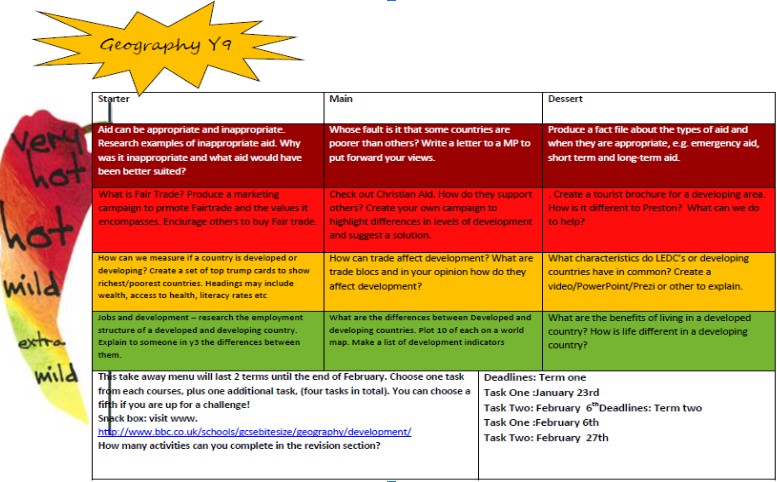 Geography Y9
Starter
Main
Dessert
very
hot
hot
mild
extra
mild
Aid can be appropriate and inappropriate.
Research examples of inappropriate aid. Why
was it inappropriate and what aid would have
been better suited?
Whose fault is it that some countries are
poorer than others? Write a letter to a MP to
put forward your views.
Produce a fact file about the types of aid and
when they are appropriate, e.g. emergency aid,
short term and long-term aid.
What is Fair Trade? Produce a marketing
campaign to prmote Fairtrade and the values it
encompasses. Enciurage others to buy Fair trade.
Check out Christian Aid. How do they support
others? Create your own campaign to
highlight differences in levels of development
and suggest a solution.
. Create a tourist brochure for a developing area.
How is it different to Preston? What can we do
to help?
How can we measure if a country is developed or
developing? Create a set of top trump cards to show
richest/poorest countries. Headings may include
wealth, access to health, literacy rates etc
How can trade affect development? What are
trade blocs and in your opinion how do they
affect development?
What characteristics do LEDC's or developing
countries have in common? Create a
video/PowerPoint/Prezi or other to explain.
Jobs and development – research the employment
structure of a developed and developing country.
Explain to someone in y3 the differences between
them.
What are the differences between Developed and
developing countries. Plot 10 of each on a world
map. Make a list of development indicators
What are the benefits of living in a developed
country? How is life different in a developing
country?
This take away menu will last 2 terms until the end of February. Choose one task
from each courses, plus one additional task, (four tasks in total). You can choose a
fifth if you are up for a challenge!
Snack box: visit www.
http://www.bbc.co.uk/schools/gcsebitesize/geography/development/
How many activities can you complete in the revision section?
Deadlines: Term one
Task One :January 23rd
Task Two: February 6thDeadlines: Term two
Task One :February 6th
Task Two: February 27th